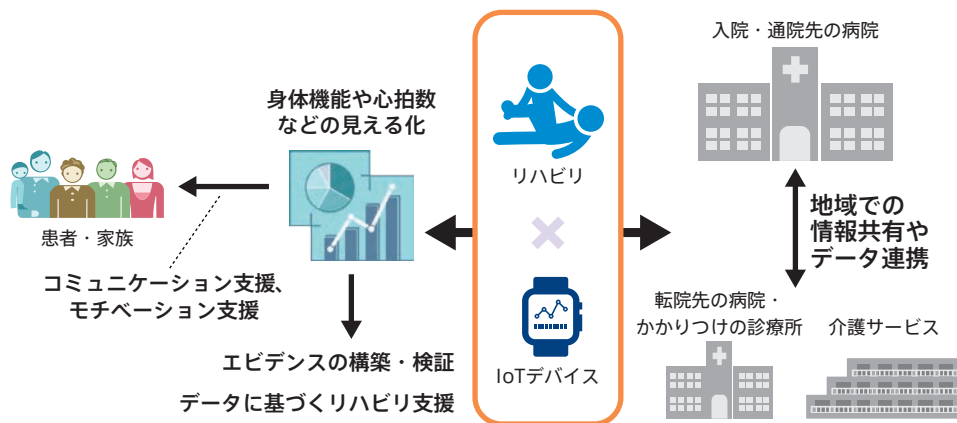 身体機能や心拍数
などの見える化
患者・家族
コミュニケーション支援、
モチベーション支援
エビデンスの構築・検証
データに基づくリハビリ支援
リハビリ
×
IoTデバイス
入院・通院先の病院
地域での
情報共有や
データ連携
転院先の病院・
かかりつけの診療所
介護サービス